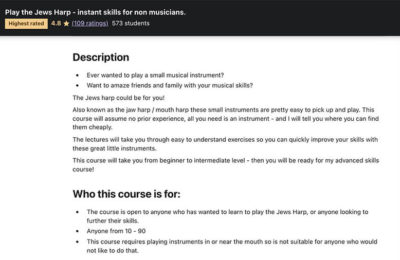 Play the Jews Harp - instant skills for non musicians.
Highest rated 4.8 ★ (109 ratings) 573 students
Description
• Ever wanted to play a small musical instrument?
• Want to amaze friends and family with your musical skills?
The Jews harp could be for you!
Also known as the jaw harp / mouth harp these small instruments are pretty easy to pick up and play. This
course will assume no prior experience, all you need is an instrument - and I will tell you where you can find
them cheaply.
The lectures will take you through easy to understand exercises so you can quickly improve your skills with
these great little instruments.
This course will take you from beginner to intermediate level - then you will be ready for my advanced skills
course!
Who this course is for:
• The course is open to anyone who has wanted to learn to play the Jews Harp, or anyone looking to
further their skills.
• Anyone from 10 - 90
• This course requires playing instruments in or near the mouth so is not suitable for anyone who would
not like to do that.